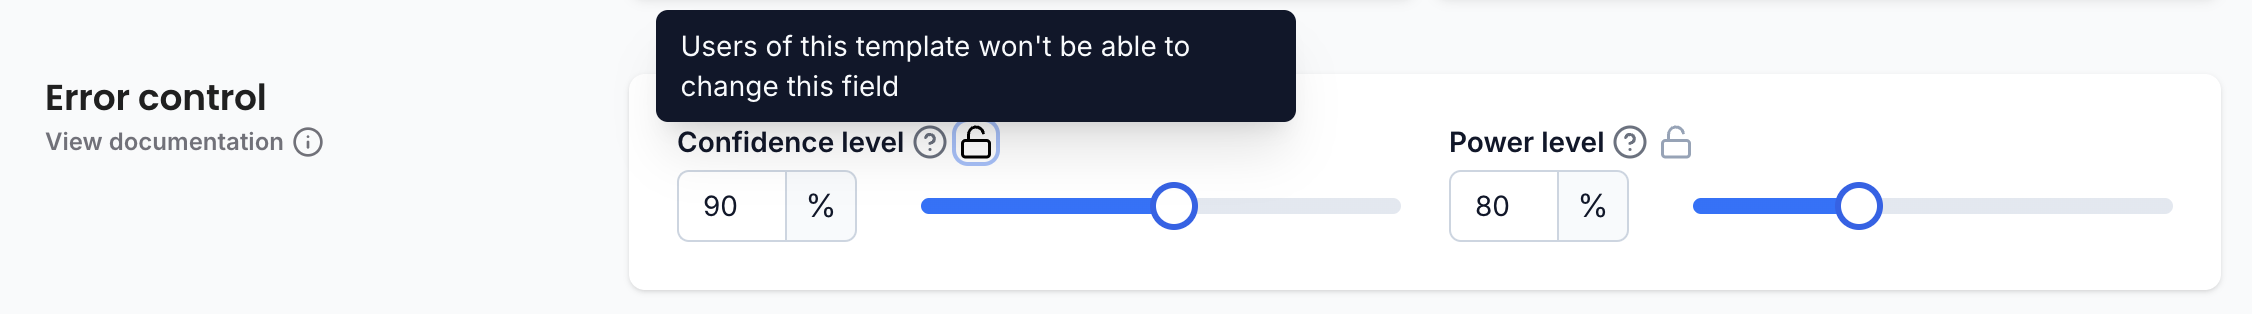 Users of this template won't be able to
change this field
Error control
View documentation
Confidence level
90 %
Power level
80 %